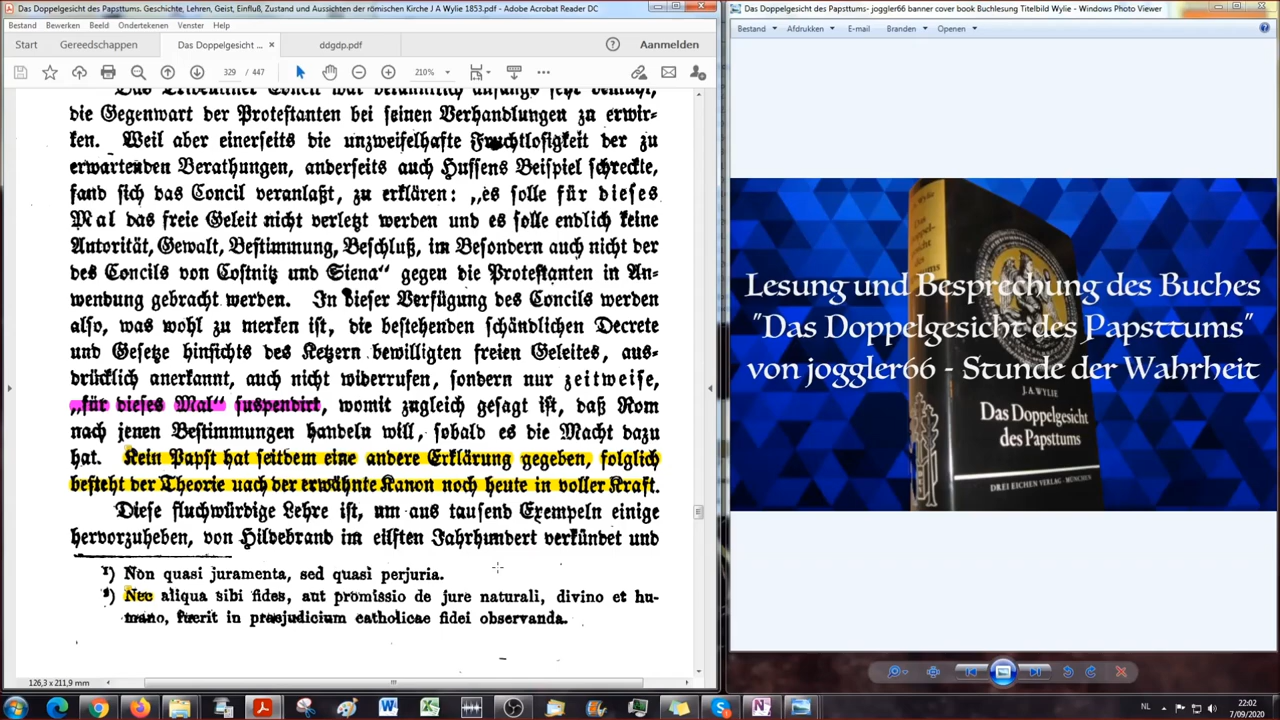 Das Doppelgesicht des Papsttums. Geschichte, Lehren, Geist, Einfluß, Zustand und Aussichten der römischen Kirche J A Wylie 1853.pdf - Adobe Acrobat Reader DC
Bestand Bewerken Beeld Ondertekenen Venster Help
Start Gereedschappen Das Doppelgesicht ... × ddgdp.pdf Aanmelden
329 / 447 210%
Das Tridentiner Concil war bekanntlich anfangs sehr bemüht,
die Gegenwart der Protestanten bei seinen Verhandlungen zu erwir-
ken. Weil aber einerseits die unzweifelhafte Fruchtlosigkeit der zu
erwartenden Berathungen, anderseits auch Hussens Beispiel schreckte,
fand sich das Concil veranlaßt, zu erklären: „es solle für dieses
Mal das freie Geleit nicht verletzt werden und es solle endlich keine
Autorität, Gewalt, Bestimmung, Beschluß, im Besondern auch nicht der
des Concils von Costnitz und Siena“ gegen die Protestanten in An-
wendung gebracht werden. In dieser Verfügung des Concils werden
also, was wohl zu merken ist, die bestehenden schändlichen Decrete
und Gesetze hinsichts des Ketzern bewilligten freien Geleites, aus-
drücklich anerkannt, auch nicht widerrufen, sondern nur zeitweise,
„für dieses Mal“ suspendirt, womit zugleich gesagt ist, daß Rom
nach jenen Bestimmungen handeln will, sobald es die Macht dazu
hat. Kein Papst hat seitdem eine andere Erklärung gegeben, folglich
besteht der Theorie nach der erwähnte Kanon noch heute in voller Kraft.
Diese fluchwürdige Lehre ist, um aus tausend Exempeln einige
hervorzuheben, von Hildebrand im eilften Jahrhundert verkündet und
¹) Non quasi juramenta, sed quasi perjuria.
²) Nec aliqua sibi fides, aut promissio de jure naturali, divino et hu-
mano, fuerit in praejudicium catholicae fidei observanda.
126,3 x 211,9 mm
Das Doppelgesicht des Papsttums- joggler66 banner cover book Buchlesung Titelbild Wylie - Windows Photo Viewer
Bestand Afdrukken E-mail Branden Openen
Lesung und Besprechung des Buches
"Das Doppelgesicht des Papsttums"
von joggler66 - Stunde der Wahrheit
J.A.WYLIE
Das Doppelgesicht
des Papsttums
DREI EICHEN VERLAG · MÜNCHEN
NL 22:02
7/09/2020